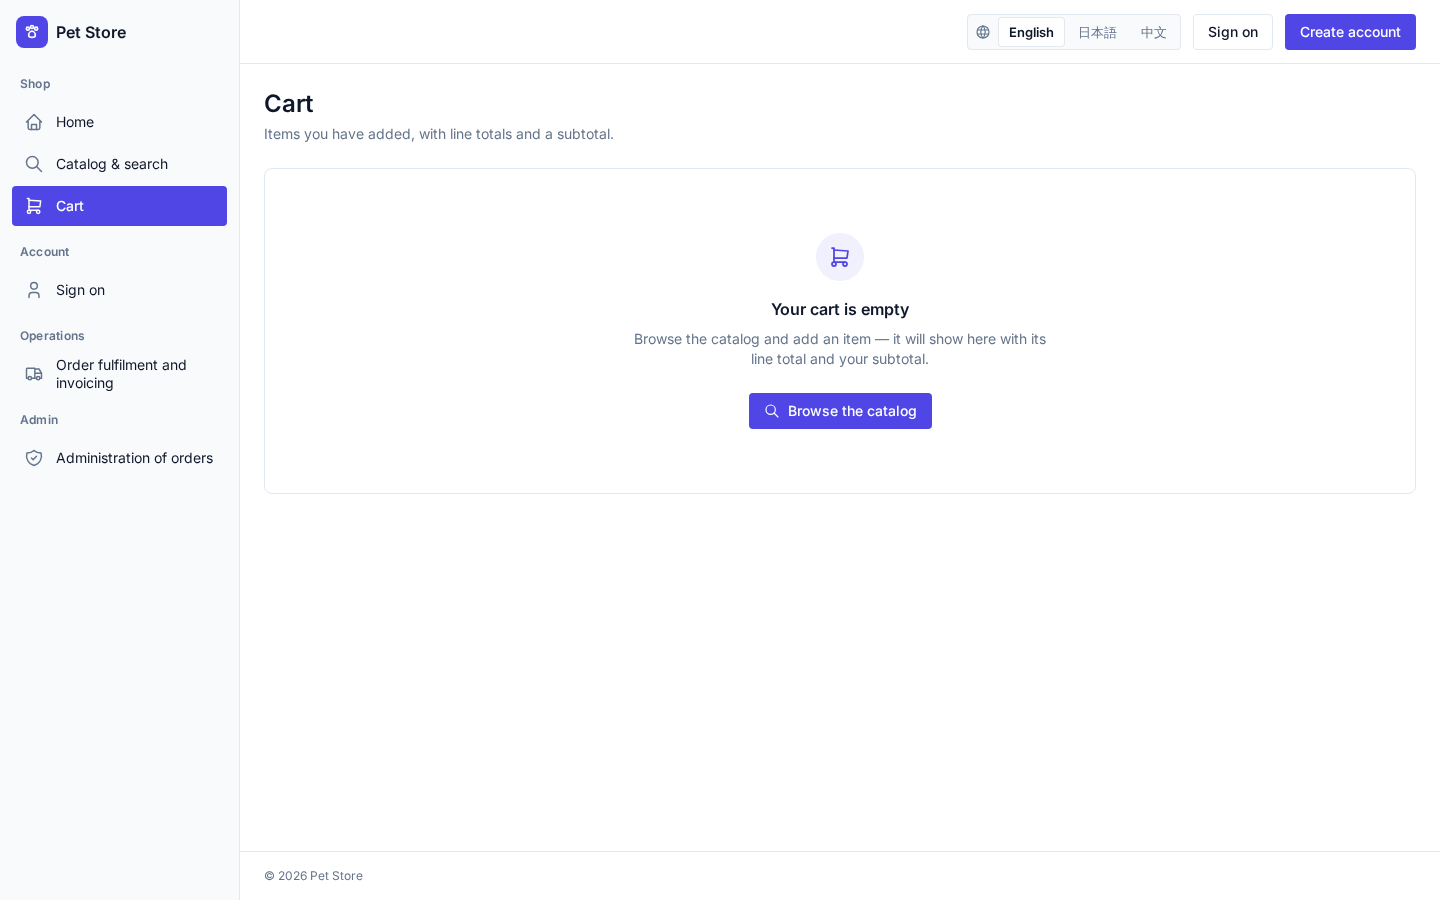 Pet Store
Shop
Home
Catalog & search
Cart
Account
Sign on
Operations
Order fulfilment and
invoicing
Admin
Administration of orders
English
日本語
中文
Sign on
Create account
Cart
Items you have added, with line totals and a subtotal.
Your cart is empty
Browse the catalog and add an item — it will show here with its
line total and your subtotal.
Browse the catalog
© 2026 Pet Store